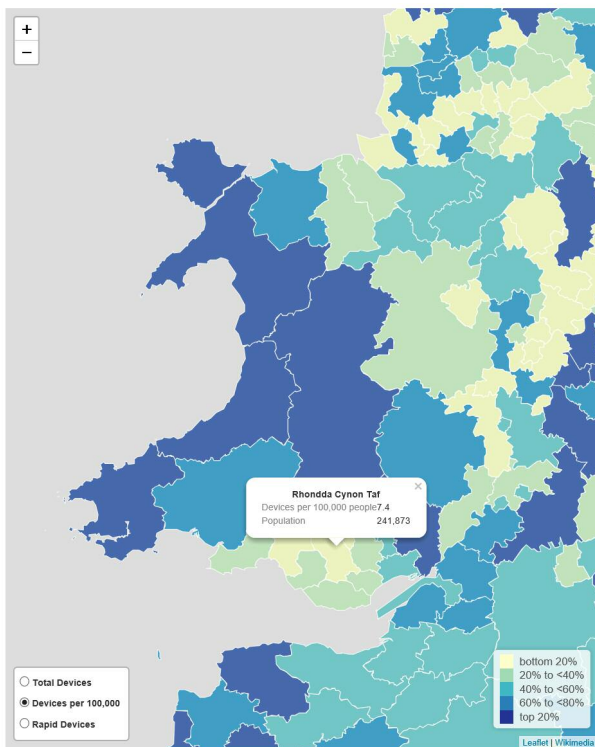 +
−
×
Rhondda Cynon Taf
Devices per 100,000 people7.4
Population 241,873
Total Devices
Devices per 100,000
Rapid Devices
bottom 20%
20% to <40%
40% to <60%
60% to <80%
top 20%
Leaflet | Wikimedia